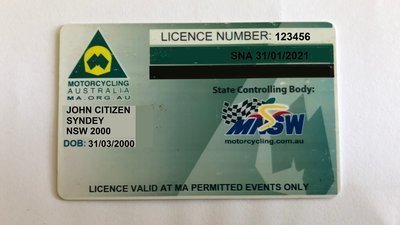 LICENCE NUMBER: 123456
SNA 31/01/2021
MOTORCYCLING
AUSTRALIA
MA.ORG.AU
JOHN CITIZEN
SYNDEY
NSW 2000
DOB: 31/03/2000
State Controlling Body:
MNSW
motorcycling.com.au
LICENCE VALID AT MA PERMITTED EVENTS ONLY